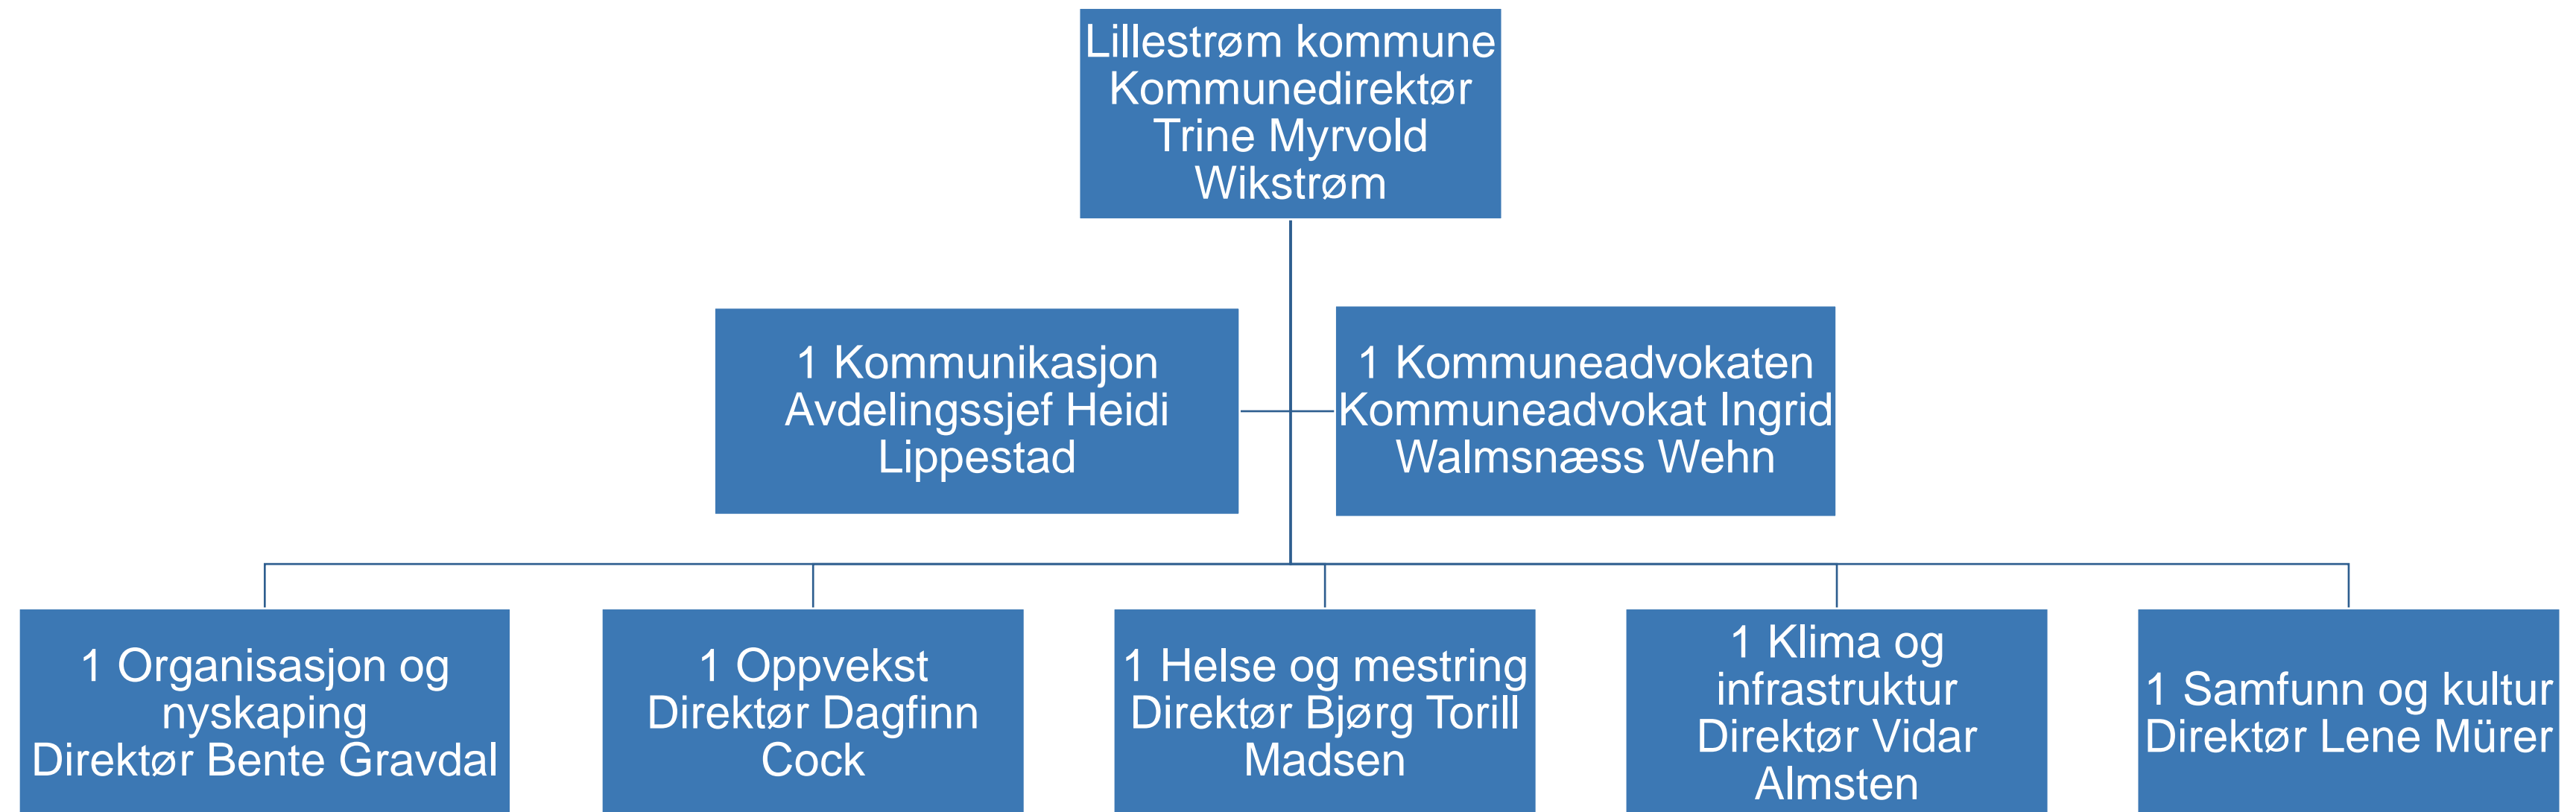 Lillestrøm kommune
Kommunedirektør
Trine Myrvold
Wikstrøm
1 Kommunikasjon
Avdelingssjef Heidi
Lippestad
1 Kommuneadvokaten
Kommuneadvokat Ingrid
Walmsnæss Wehn
1 Organisasjon og
nyskaping
Direktør Bente Gravdal
1 Oppvekst
Direktør Dagfinn
Cock
1 Helse og mestring
Direktør Bjørg Torill
Madsen
1 Klima og
infrastruktur
Direktør Vidar
Almsten
1 Samfunn og kultur
Direktør Lene Mürer